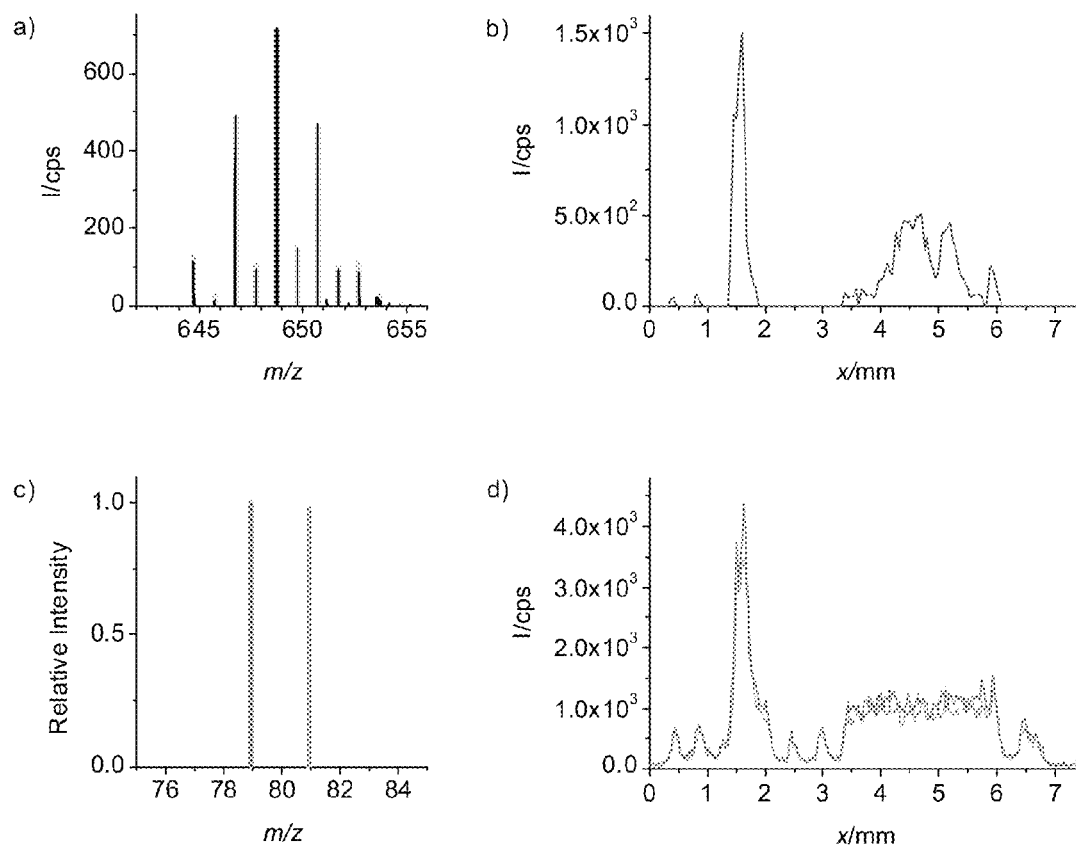 a)
I/cps
600
400
200
0
645 650 655
m/z
b)
I/cps
1.5x10³
1.0x10³
5.0x10²
0.0
0 1 2 3 4 5 6 7
x/mm
c)
Relative Intensity
1.0
0.5
0.0
76 78 80 82 84
m/z
d)
I/cps
4.0x10³
3.0x10³
2.0x10³
1.0x10³
0.0
0 1 2 3 4 5 6 7
x/mm